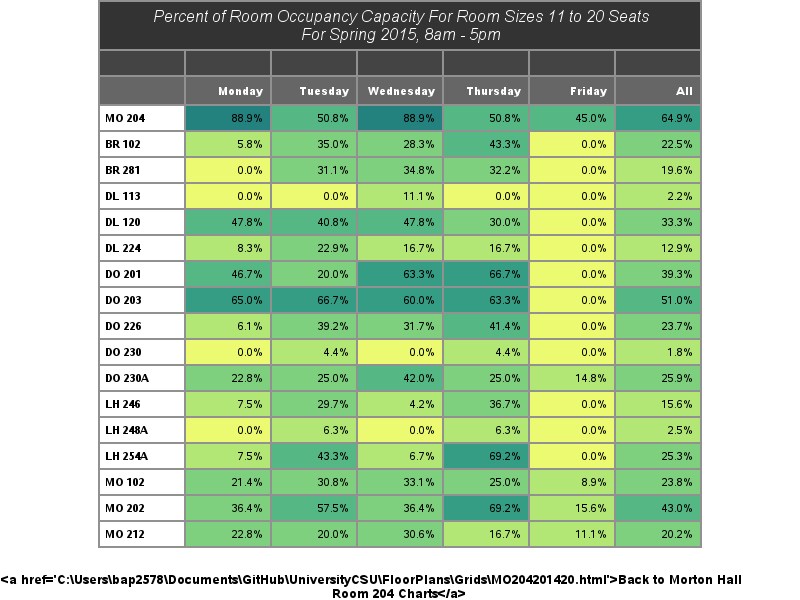 Percent of Room Occupancy Capacity For Room Sizes 11 to 20 Seats
For Spring 2015, 8am - 5pm
Monday Tuesday Wednesday Thursday Friday All
MO 204 88.9% 50.8% 88.9% 50.8% 45.0% 64.9%
BR 102 5.8% 35.0% 28.3% 43.3% 0.0% 22.5%
BR 281 0.0% 31.1% 34.8% 32.2% 0.0% 19.6%
DL 113 0.0% 0.0% 11.1% 0.0% 0.0% 2.2%
DL 120 47.8% 40.8% 47.8% 30.0% 0.0% 33.3%
DL 224 8.3% 22.9% 16.7% 16.7% 0.0% 12.9%
DO 201 46.7% 20.0% 63.3% 66.7% 0.0% 39.3%
DO 203 65.0% 66.7% 60.0% 63.3% 0.0% 51.0%
DO 226 6.1% 39.2% 31.7% 41.4% 0.0% 23.7%
DO 230 0.0% 4.4% 0.0% 4.4% 0.0% 1.8%
DO 230A 22.8% 25.0% 42.0% 25.0% 14.8% 25.9%
LH 246 7.5% 29.7% 4.2% 36.7% 0.0% 15.6%
LH 248A 0.0% 6.3% 0.0% 6.3% 0.0% 2.5%
LH 254A 7.5% 43.3% 6.7% 69.2% 0.0% 25.3%
MO 102 21.4% 30.8% 33.1% 25.0% 8.9% 23.8%
MO 202 36.4% 57.5% 36.4% 69.2% 15.6% 43.0%
MO 212 22.8% 20.0% 30.6% 16.7% 11.1% 20.2%
<a href='C:\Users\bap2578\Documents\GitHub\UniversityCSU\FloorPlans\Grids\MO204201420.html'>Back to Morton Hall
Room 204 Charts</a>